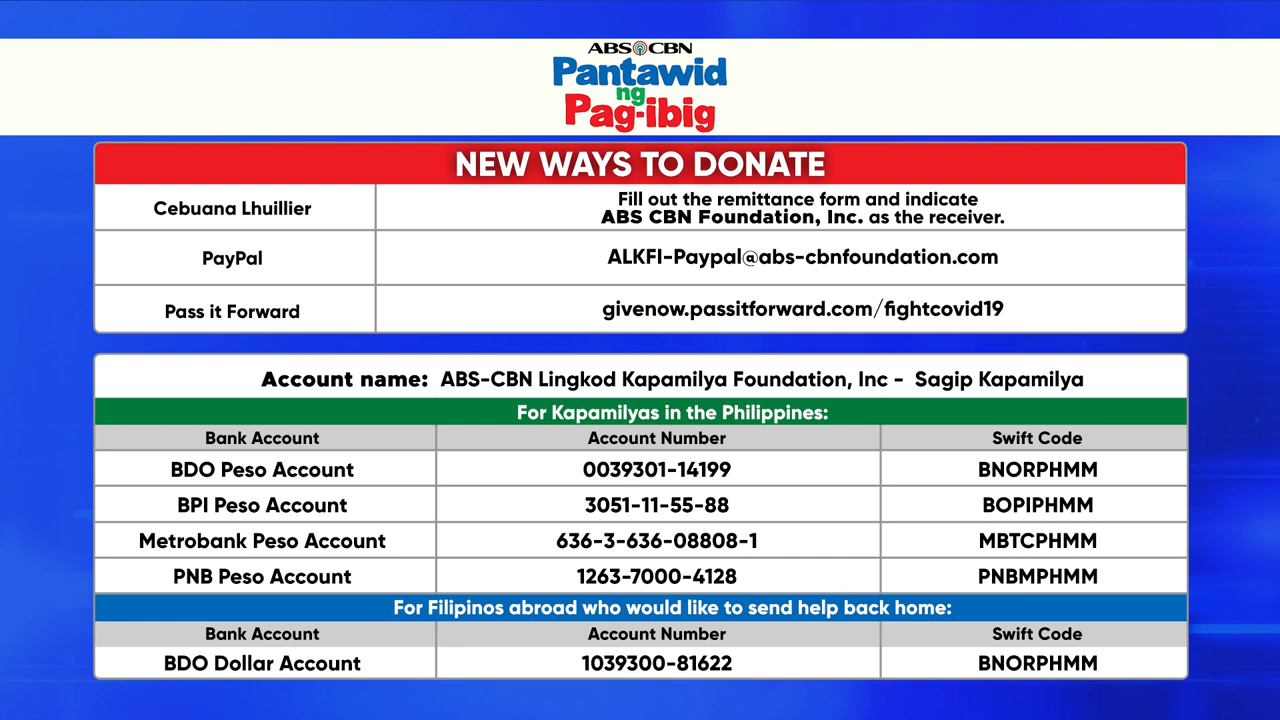 ABS CBN
Pantawid
ng
Pag-ibig
NEW WAYS TO DONATE
Cebuana Lhuillier
Fill out the remittance form and indicate
ABS CBN Foundation, Inc. as the receiver.
PayPal
ALKFI-Paypal@abs-cbnfoundation.com
Pass it Forward
givenow.passitforward.com/fightcovid19
Account name: ABS-CBN Lingkod Kapamilya Foundation, Inc - Sagip Kapamilya
For Kapamilyas in the Philippines:
Bank Account Account Number Swift Code
BDO Peso Account 0039301-14199 BNORPHMM
BPI Peso Account 3051-11-55-88 BOPIPHMM
Metrobank Peso Account 636-3-636-08808-1 MBTCPHMM
PNB Peso Account 1263-7000-4128 PNBMPHMM
For Filipinos abroad who would like to send help back home:
Bank Account Account Number Swift Code
BDO Dollar Account 1039300-81622 BNORPHMM